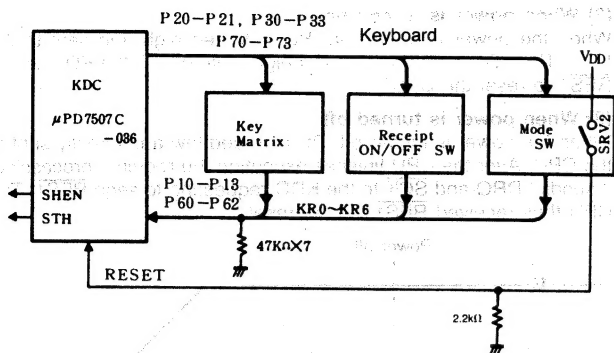 P20-P21, P30-P33
P70-P73
Keyboard
VDD
KDC
μPD7507C
-036
Key
Matrix
Receipt
ON/OFF SW
Mode
SW
SRV2
P10-P13
P60-P62
KR0~KR6
SHEN
STH
47KΩ×7
RESET
2.2kΩ